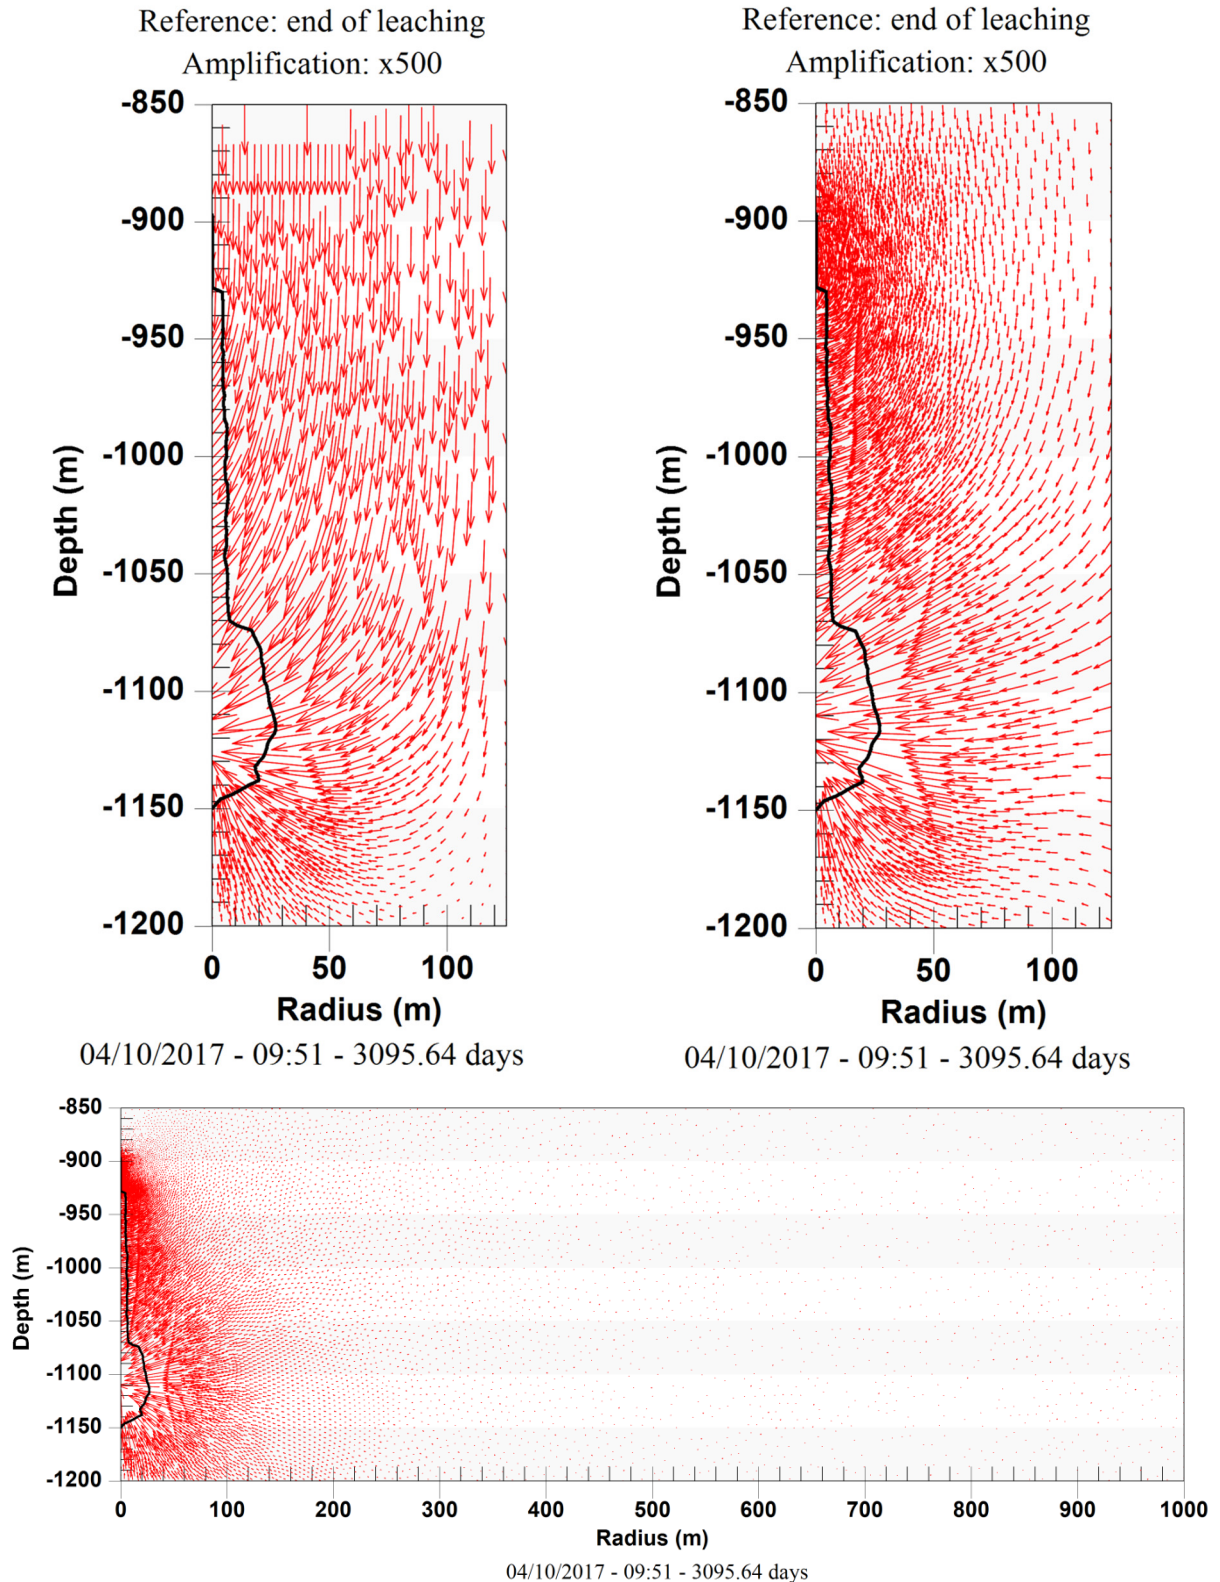 Reference: end of leaching
Amplification: x500
-850
-900
-950
-1000
-1050
-1100
-1150
-1200
Depth (m)
0 50 100
Radius (m)
04/10/2017 - 09:51 - 3095.64 days
Reference: end of leaching
Amplification: x500
-850
-900
-950
-1000
-1050
-1100
-1150
-1200
Depth (m)
0 50 100
Radius (m)
04/10/2017 - 09:51 - 3095.64 days
-850
-900
-950
-1000
-1050
-1100
-1150
-1200
Depth (m)
0 100 200 300 400 500 600 700 800 900 1000
Radius (m)
04/10/2017 - 09:51 - 3095.64 days